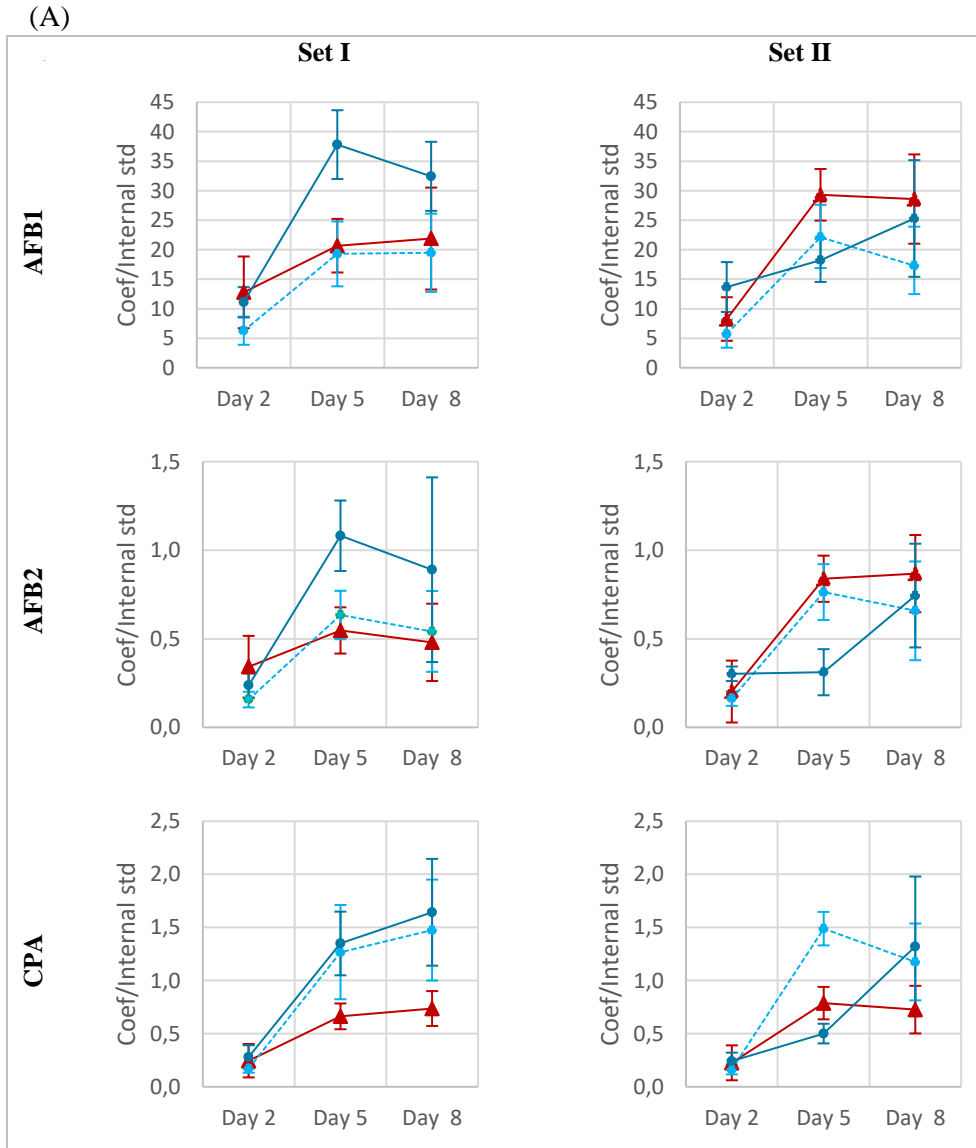 (A)
Set I
Set II
AFB1
Coef/Internal std
45
40
35
30
25
20
15
10
5
0
Day 2
Day 5
Day 8
Coef/Internal std
45
40
35
30
25
20
15
10
5
0
Day 2
Day 5
Day 8
AFB2
Coef/Internal std
1,5
1,0
0,5
0,0
Day 2
Day 5
Day 8
Coef/Internal std
1,5
1,0
0,5
0,0
Day 2
Day 5
Day 8
CPA
Coef/Internal std
2,5
2,0
1,5
1,0
0,5
0,0
Day 2
Day 5
Day 8
Coef/Internal std
2,5
2,0
1,5
1,0
0,5
0,0
Day 2
Day 5
Day 8